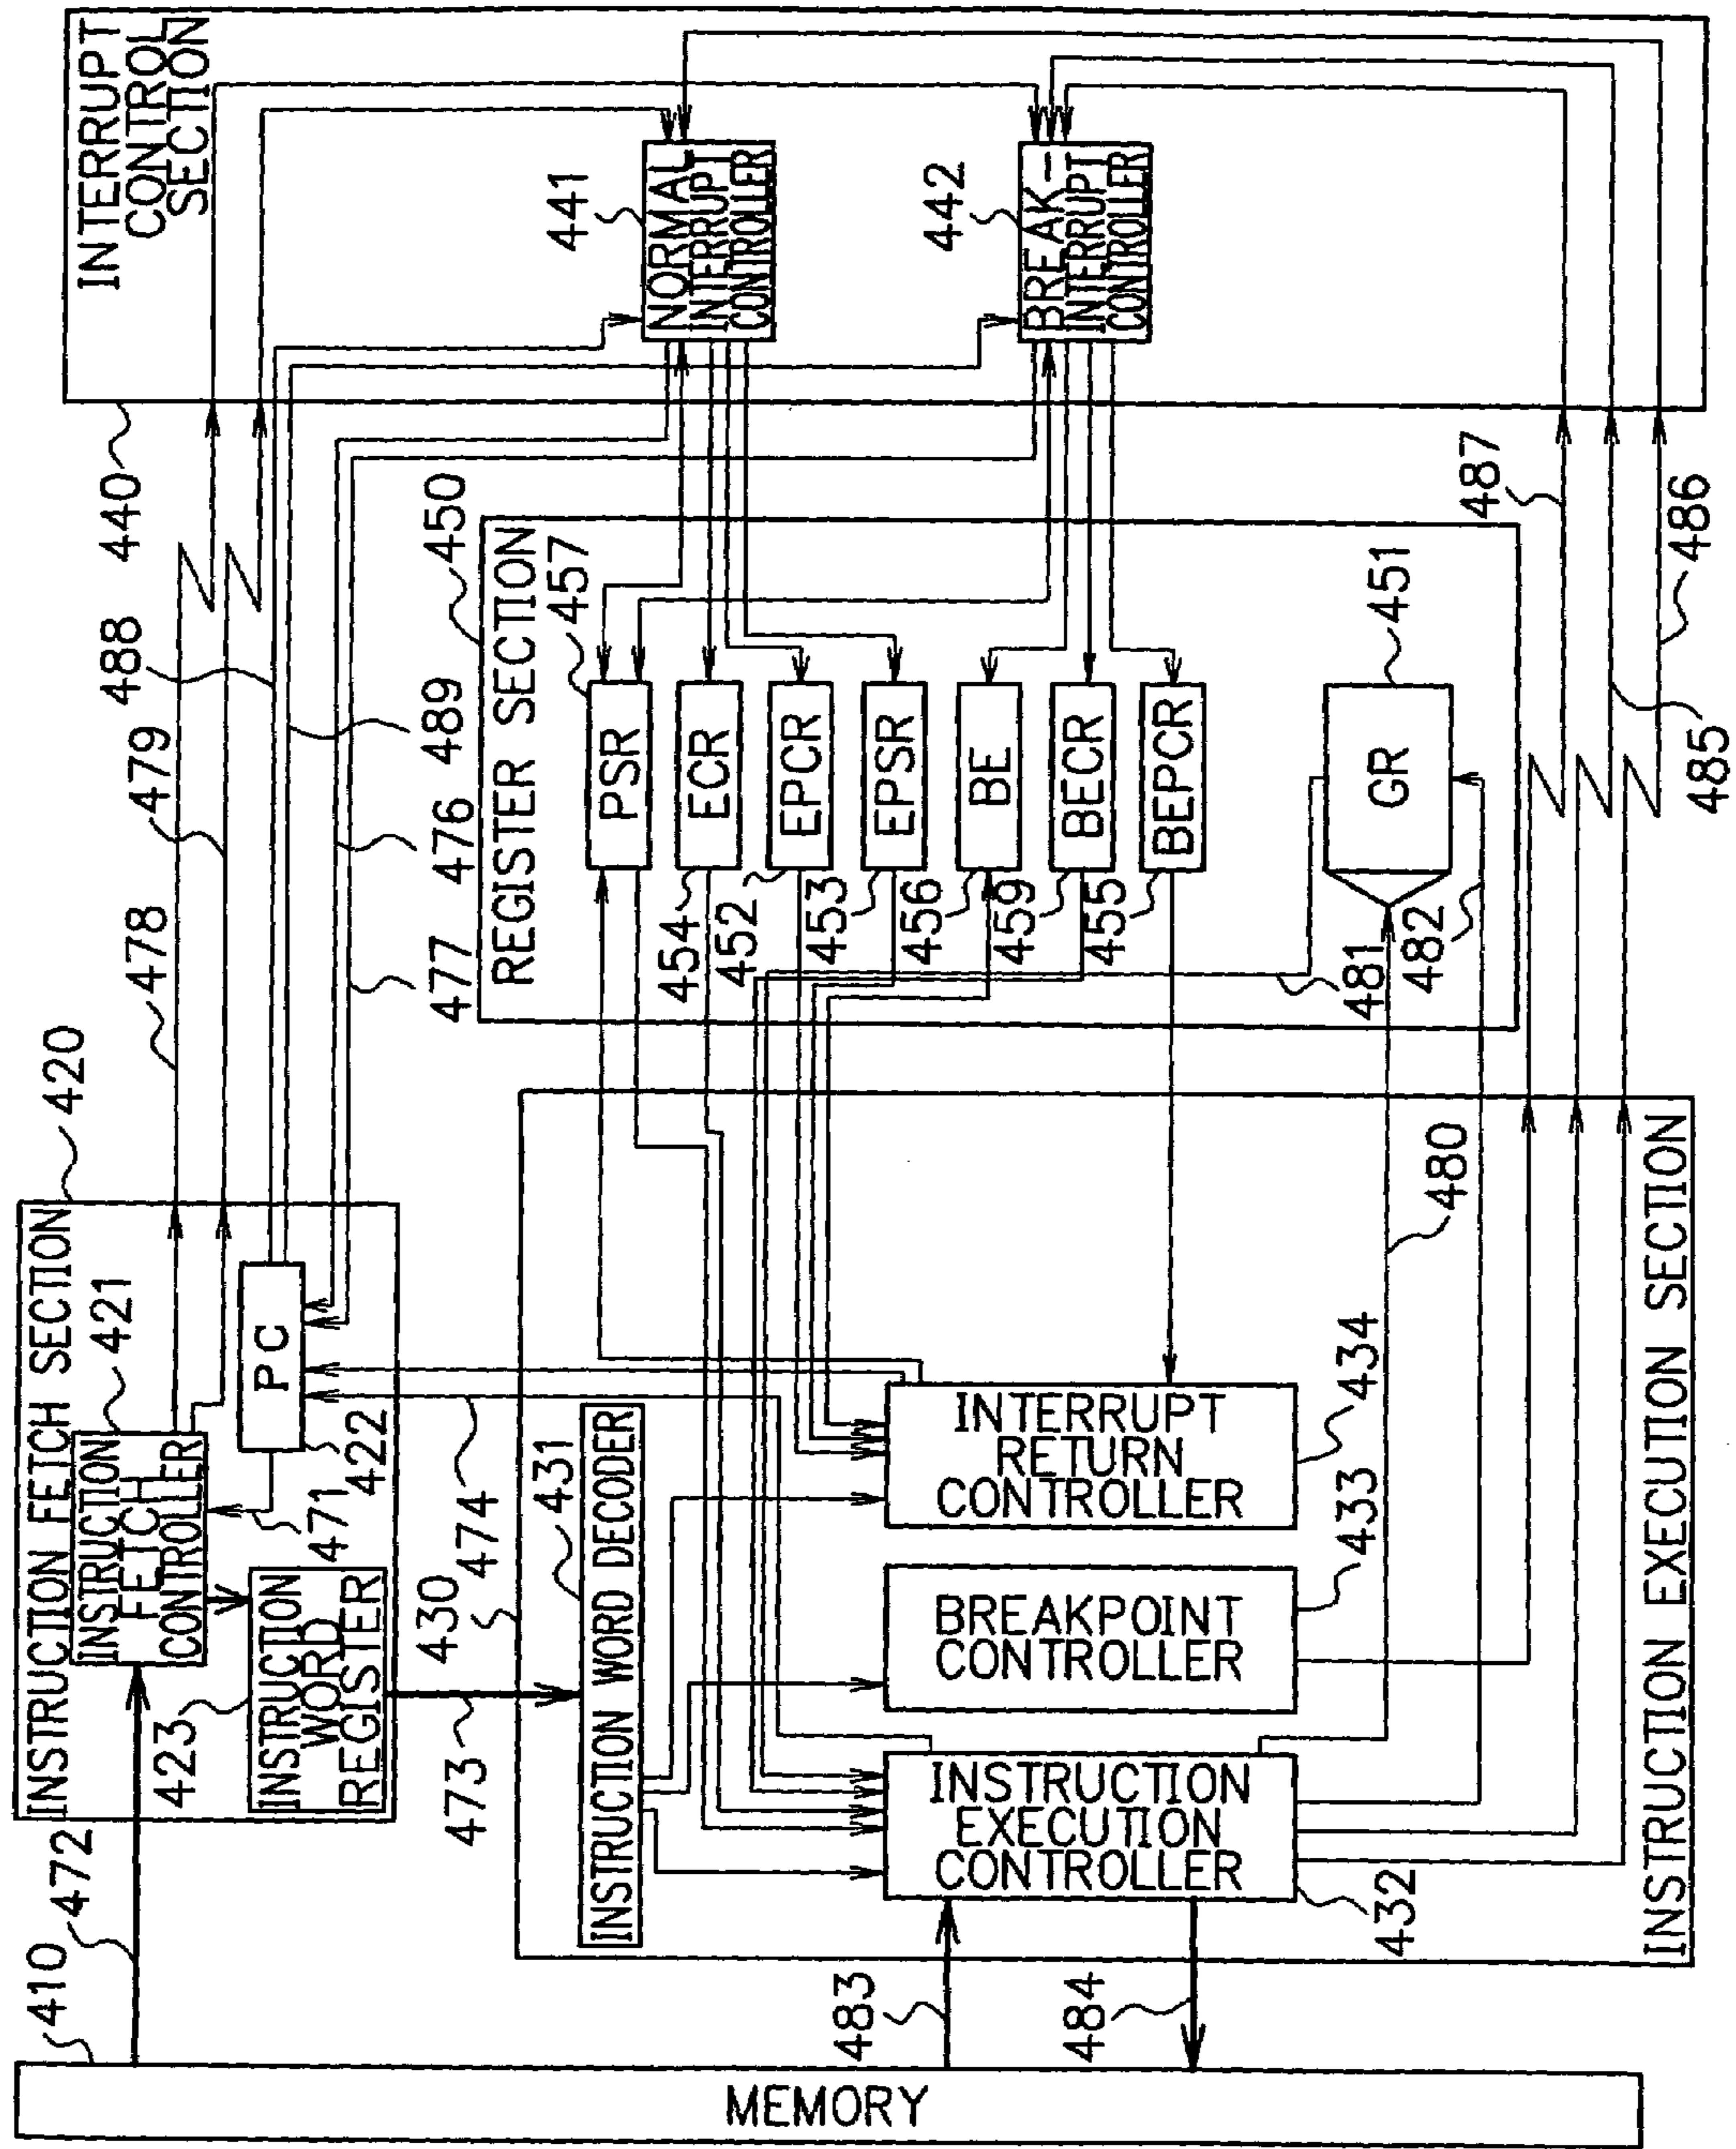 MEMORY
410
472
483
484
INSTRUCTION FETCH SECTION
420
INSTRUCTION
FETCH
CONTROLLER
421
PC
422
471
INSTRUCTION
WORD
REGISTER
423
473
430
474
INSTRUCTION WORD DECODER
431
INSTRUCTION
EXECUTION
CONTROLLER
432
BREAKPOINT
CONTROLLER
433
INTERRUPT
RETURN
CONTROLLER
434
480
INSTRUCTION EXECUTION SECTION
478
479
488
489
476
477
REGISTER SECTION
450
457
PSR
ECR
454
EPCR
452
EPSR
453
BE
456
BECR
459
BEPCR
455
GR
451
481
482
487
485
486
440
INTERRUPT
CONTROL
SECTION
NORMAL
INTERRUPT
CONTROLLER
441
BREAK-
INTERRUPT
CONTROLLER
442